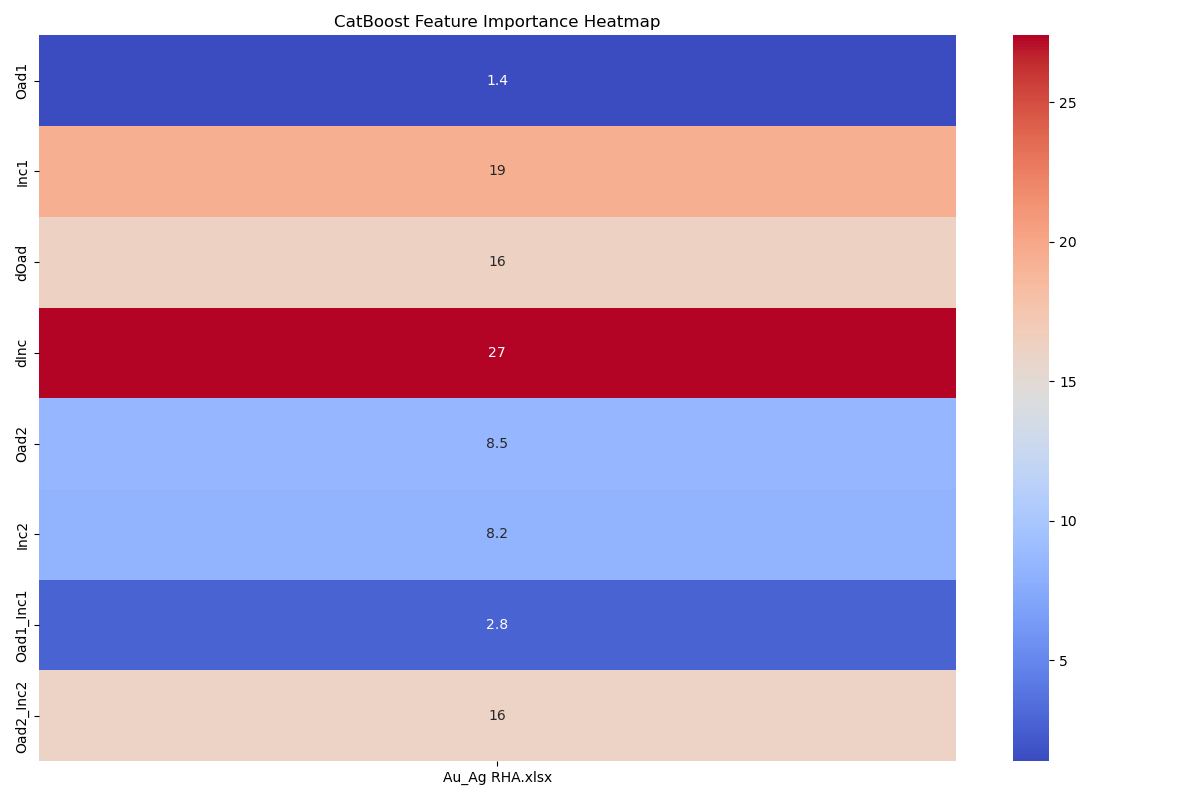 CatBoost Feature Importance Heatmap
Oad1
1.4
Inc1
19
dOad
16
dInc
27
Oad2
8.5
Inc2
8.2
Oad1_Inc1
2.8
Oad2_Inc2
16
Au_Ag RHA.xlsx
25
20
15
10
5